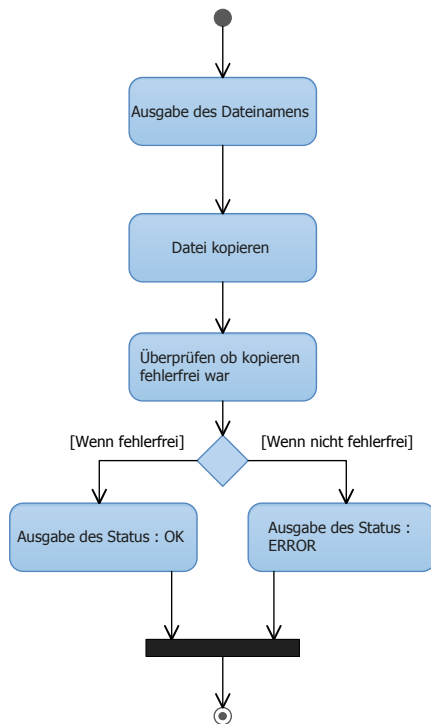 Ausgabe des Dateinamens
Datei kopieren
Überprüfen ob kopieren
fehlerfrei war
[Wenn fehlerfrei]
[Wenn nicht fehlerfrei]
Ausgabe des Status : OK
Ausgabe des Status :
ERROR